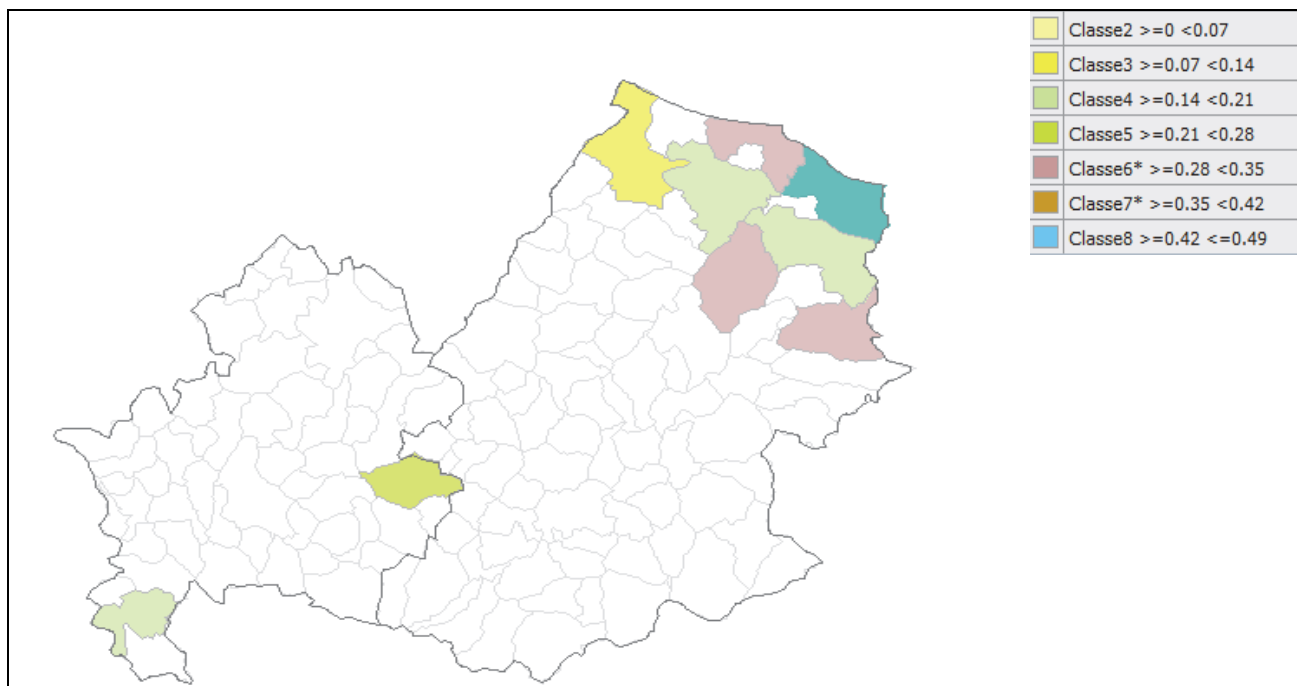 Classe2 >=0 <0.07
Classe3 >=0.07 <0.14
Classe4 >=0.14 <0.21
Classe5 >=0.21 <0.28
Classe6* >=0.28 <0.35
Classe7* >=0.35 <0.42
Classe8 >=0.42 <=0.49